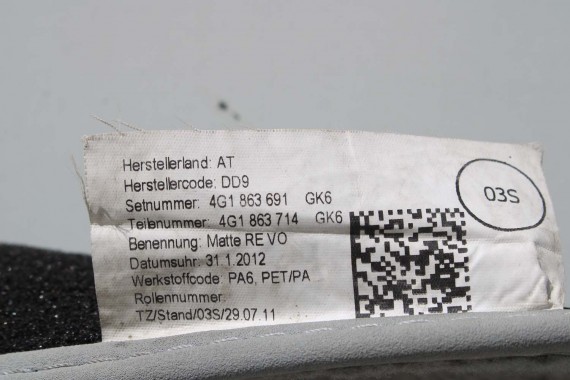 Herstellerland: AT
Herstellercode: DD9
Setnummer: 4G1 863 691 GK6
Teilenummer: 4G1 863 714 GK6
Benennung: Matte RE VO
Datumsuhr: 31.1.2012
Werkstoffcode: PA6, PET/PA
Rollennummer:
TZ/Stand/03S/29.07.11
03S